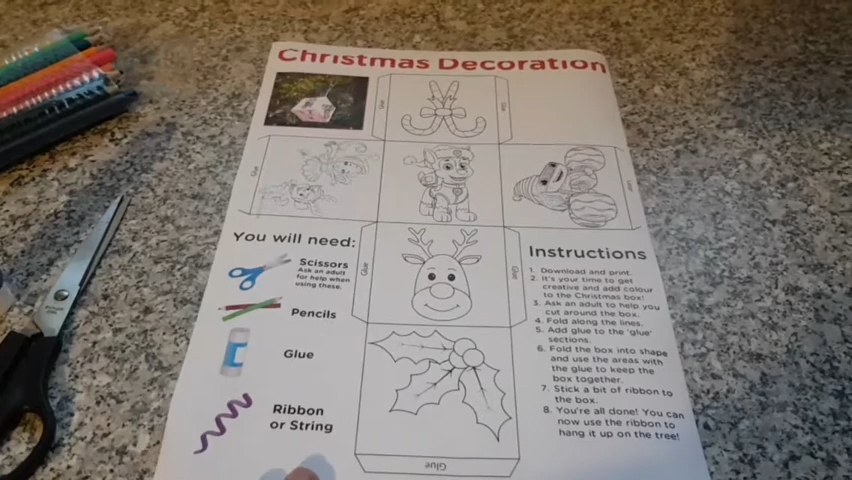 Christmas Decoration
Glue
Glue
Glue
Glue
You will need:
Scissors
Ask an adult
for help when
using these.
Pencils
Glue
Ribbon
or String
Glue
Glue
Glue
Instructions
1. Download and print.
2. It's your time to get
creative and add colour
to the Christmas box!
3. Ask an adult to help you
cut around the box.
4. Fold along the lines.
5. Add glue to the 'glue'
sections.
6. Fold the box into shape
and use the areas with
the glue to keep the
box together.
7. Stick a bit of ribbon to
the box.
8. You're all done! You can
now use the ribbon to
hang it up on the tree!